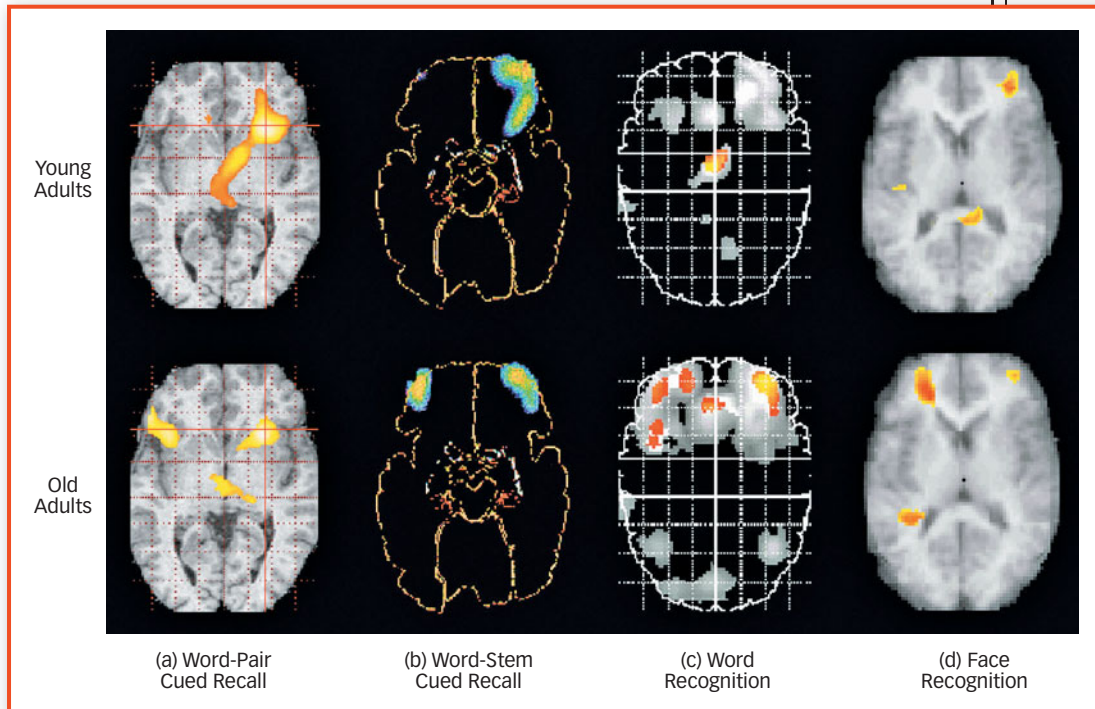 Young
Adults
Old
Adults
(a) Word-Pair
Cued Recall
(b) Word-Stem
Cued Recall
(c) Word
Recognition
(d) Face
Recognition